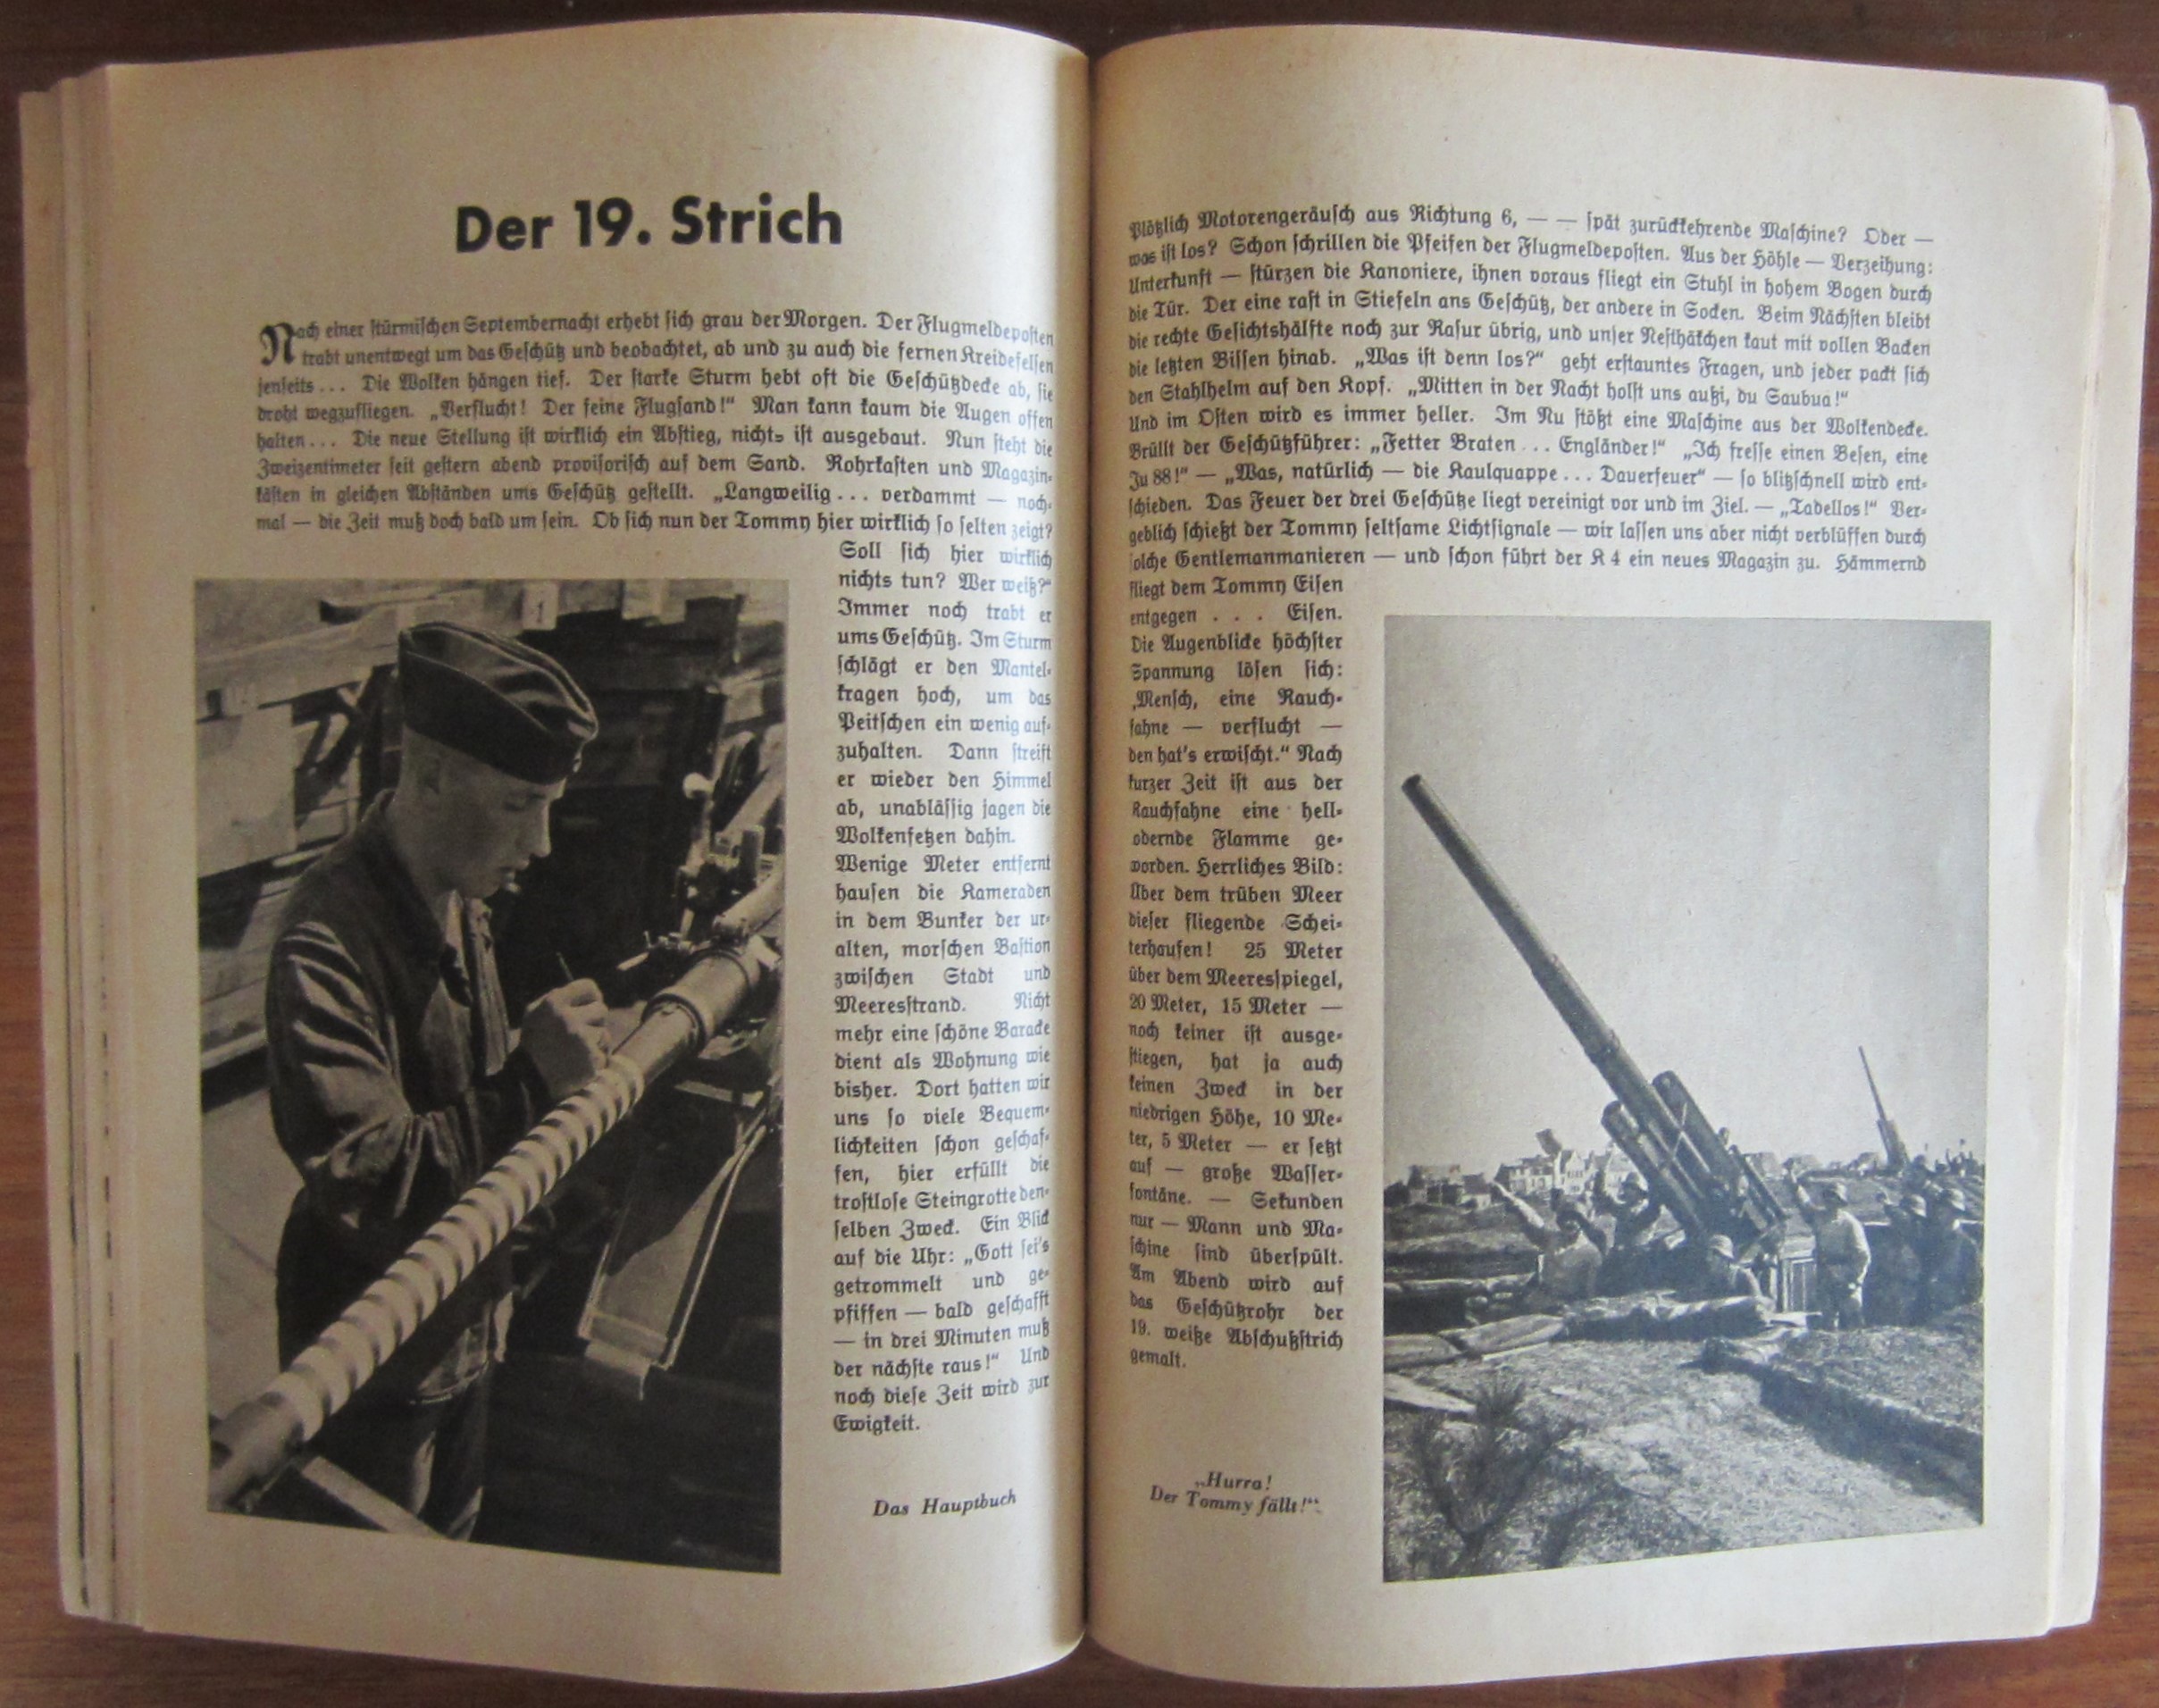 Der 19. Strich
Nach einer stürmischen Septembernacht erhebt sich grau der Morgen. Der Flugmeldeposten
trabt unentwegt um das Geschütz und beobachtet, ab und zu auch die fernen Kreidefelsen
jenseits... Die Wolken hängen tief. Der starke Sturm hebt oft die Geschützdecke ab, sie
droht wegzufliegen. „Verflucht! Der feine Flugsand!“ Man kann kaum die Augen offen
halten... Die neue Stellung ist wirklich ein Abstieg, nichts ist ausgebaut. Nun steht die
Zweizentimeter seit gestern abend provisorisch auf dem Sand. Rohrkasten und Magazin-
kästen in gleichen Abständen ums Geschütz gestellt. „Langweilig... verdammt — noch-
mal — die Zeit muß doch bald um sein. Ob sich nun der Tommy hier wirklich so selten zeigt?
Soll sich hier wirklich
nichts tun? Wer weiß?“
Immer noch trabt er
ums Geschütz. Im Sturm
schlägt er den Mantel-
kragen hoch, um das
Peitschen ein wenig auf-
zuhalten. Dann streift
er wieder den Himmel
ab, unablässig jagen die
Wolkenfetzen dahin.
Wenige Meter entfernt
hausen die Kameraden
in dem Bunker der ur-
alten, morschen Bastion
zwischen Stadt und
Meeresstrand. Nicht
mehr eine schöne Baracke
dient als Wohnung wie
bisher. Dort hatten wir
uns so viele Bequem-
lichkeiten schon geschaf-
fen, hier erfüllt die
trostlose Steingrotte den-
selben Zweck. Ein Blick
auf die Uhr: „Gott sei's
getrommelt und ge-
pfiffen — bald geschafft
— in drei Minuten muß
der nächste raus!“ Und
noch diese Zeit wird zur
Ewigkeit.
Das Hauptbuch
Plötzlich Motorengeräusch aus Richtung 6, — — spät zurückkehrende Maschine? Oder —
was ist los? Schon schrillen die Pfeifen der Flugmeldeposten. Aus der Höhle — Verzeihung:
Unterkunft — stürzen die Kanoniere, ihnen voraus fliegt ein Stuhl in hohem Bogen durch
die Tür. Der eine rast in Stiefeln ans Geschütz, der andere in Socken. Beim Nächsten bleibt
die rechte Gesichtshälfte noch zur Rasur übrig, und unser Nesthäkchen kaut mit vollen Backen
die letzten Bissen hinab. „Was ist denn los?“ geht erstauntes Fragen, und jeder packt sich
den Stahlhelm auf den Kopf. „Mitten in der Nacht holst uns außi, du Saubua!“
Und im Osten wird es immer heller. Im Nu stößt eine Maschine aus der Wolkendecke.
Brüllt der Geschützführer: „Fetter Braten... Engländer!“ „Ich fresse einen Besen, eine
Ju 88!“ — „Was, natürlich — die Kaulquappe... Dauerfeuer“ — so blitzschnell wird ent-
schieden. Das Feuer der drei Geschütze liegt vereinigt vor und im Ziel. — „Tadellos!“ Ver-
geblich schießt der Tommy seltsame Lichtsignale — wir lassen uns aber nicht verblüffen durch
solche Gentlemanmanieren — und schon führt der K 4 ein neues Magazin zu. Hämmernd
fliegt dem Tommy Eisen
entgegen . . . Eisen.
Die Augenblicke höchster
Spannung lösen sich:
„Mensch, eine Rauch-
fahne — verflucht —
den hat's erwischt.“ Nach
kurzer Zeit ist aus der
Rauchfahne eine hell-
odernde Flamme ge-
worden. Herrliches Bild:
Über dem trüben Meer
dieser fliegende Schei-
terhaufen! 25 Meter
über dem Meeresspiegel,
20 Meter, 15 Meter —
noch keiner ist ausge-
stiegen, hat ja auch
keinen Zweck in der
niedrigen Höhe, 10 Me-
ter, 5 Meter — er setzt
auf — große Wasser-
fontäne. — Sekunden
nur — Mann und Ma-
schine sind überspült.
Am Abend wird auf
das Geschützrohr der
19. weiße Abschußstrich
gemalt.
„Hurra!
Der Tommy fällt!“
1